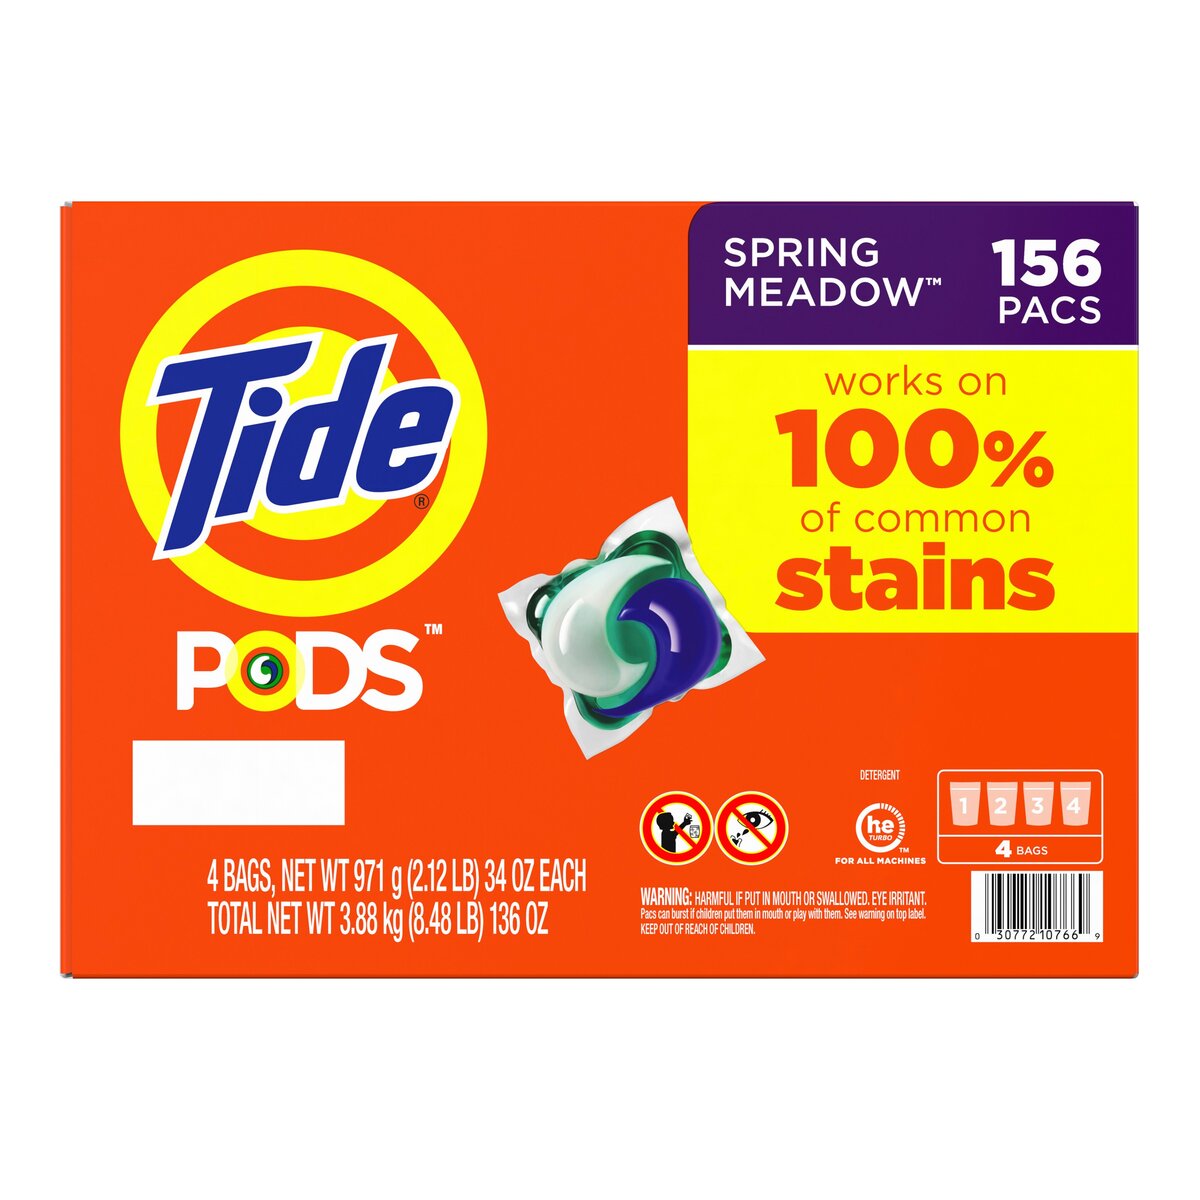 Tide®
PODS™
SPRING
MEADOW™
156
PACS
works on
100%
of common
stains
4 BAGS, NET WT 971 g (2.12 LB) 34 OZ EACH
TOTAL NET WT 3.88 kg (8.48 LB) 136 OZ
WARNING: HARMFUL IF PUT IN MOUTH OR SWALLOWED. EYE IRRITANT.
Pacs can burst if children put them in mouth or play with them. See warning on top label.
KEEP OUT OF REACH OF CHILDREN.
DETERGENT
he
TURBO
™
FOR ALL MACHINES
1 2 3 4
4 BAGS
0 30772 10766 9